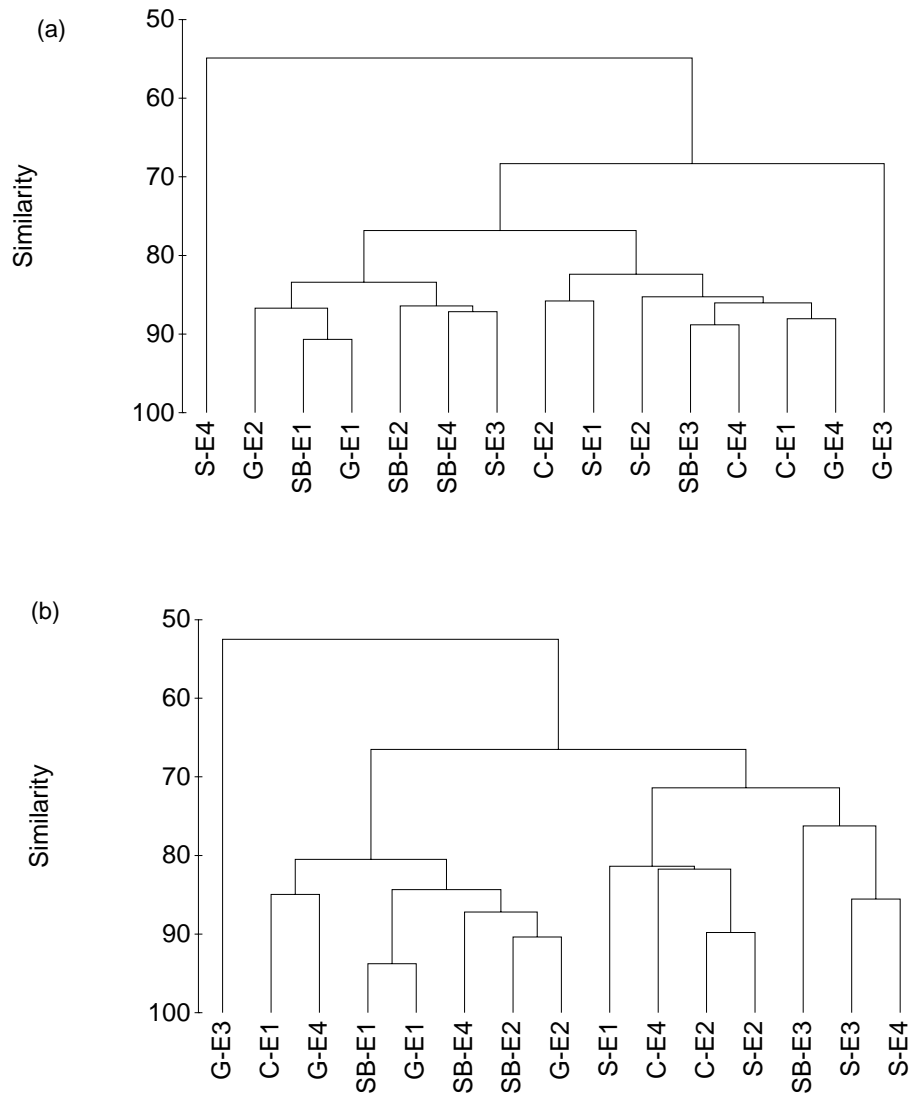 (a)
Similarity
50
60
70
80
90
100
S-E4
G-E2
SB-E1
G-E1
SB-E2
SB-E4
S-E3
C-E2
S-E1
S-E2
SB-E3
C-E4
C-E1
G-E4
G-E3
(b)
Similarity
50
60
70
80
90
100
G-E3
C-E1
G-E4
SB-E1
G-E1
SB-E4
SB-E2
G-E2
S-E1
C-E4
C-E2
S-E2
SB-E3
S-E3
S-E4